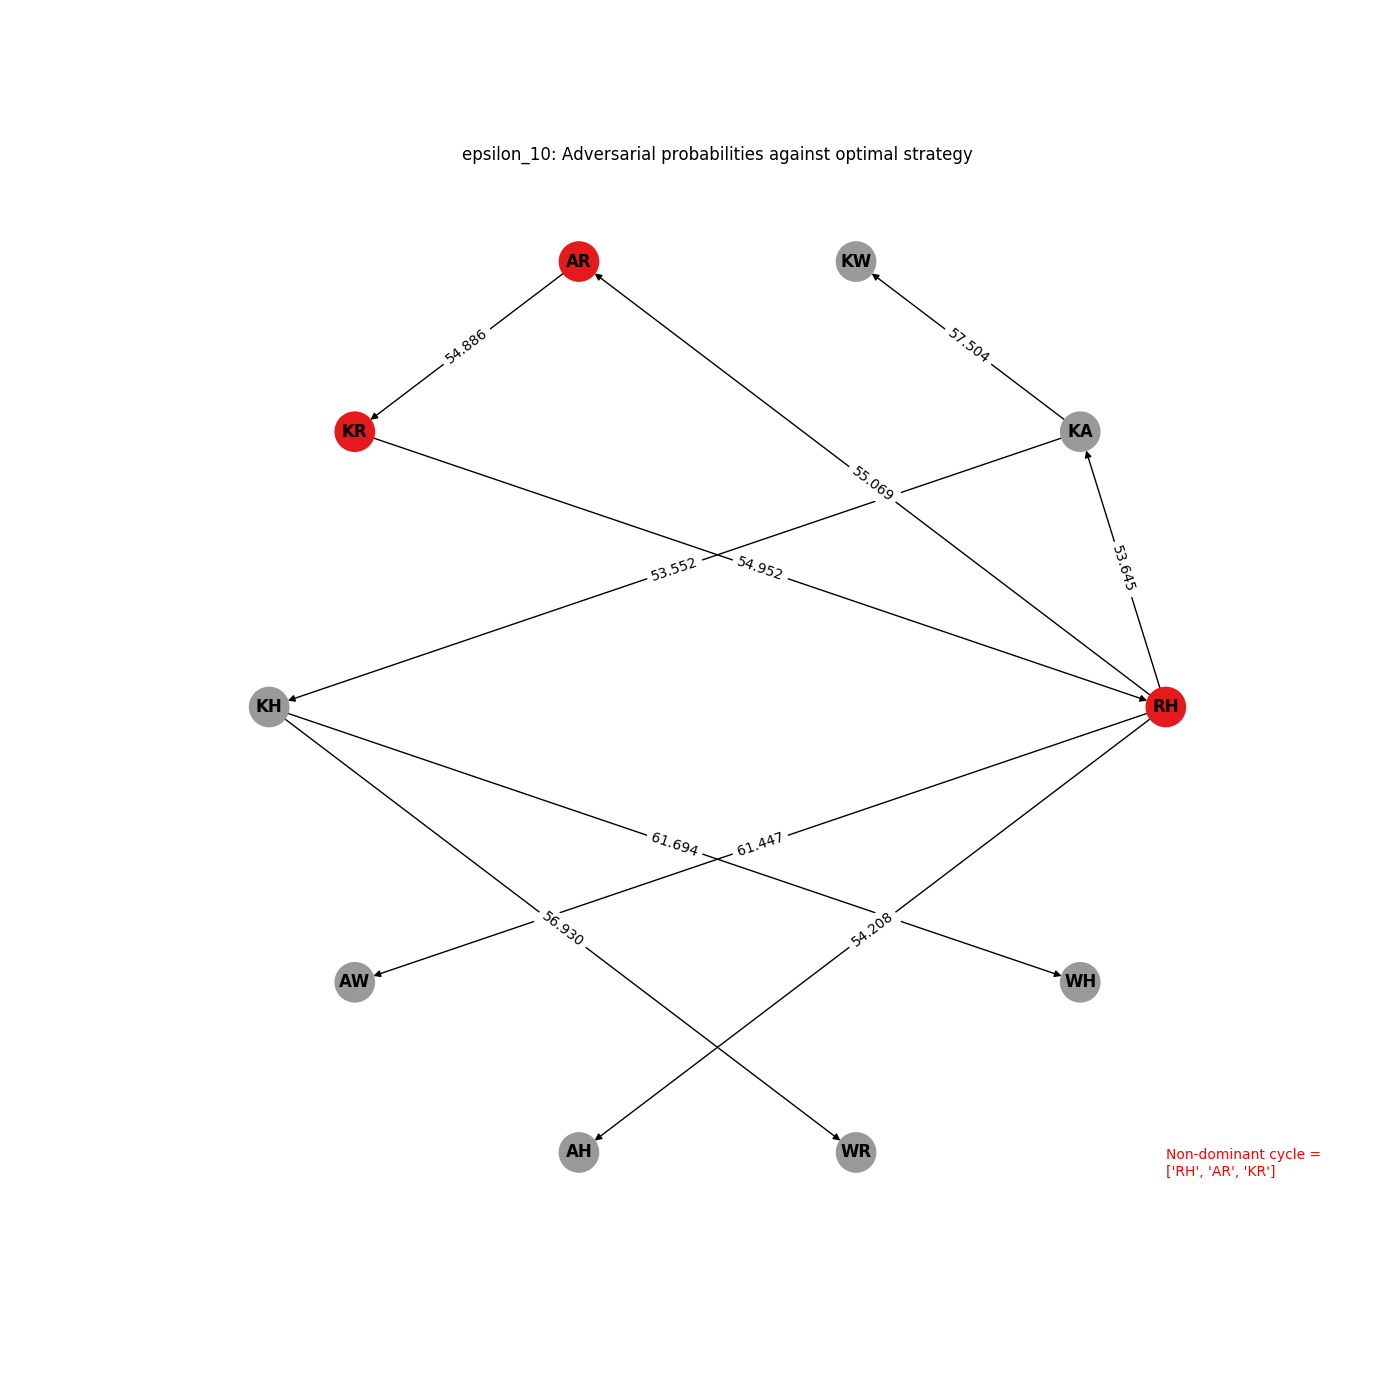 epsilon_10: Adversarial probabilities against optimal strategy
AR
KW
54.886
57.504
KR
KA
55.069
53.552
54.952
53.645
KH
RH
61.694
61.447
56.930
54.208
AW
WH
AH
WR
Non-dominant cycle =
['RH', 'AR', 'KR']